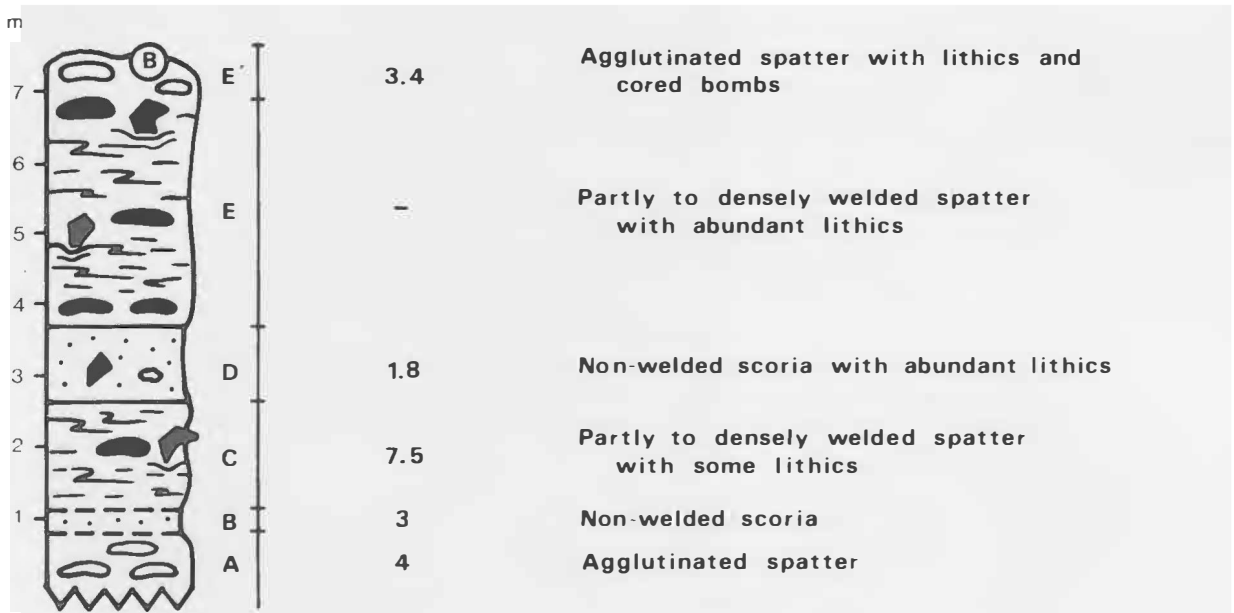 m
B
E' 3.4 Agglutinated spatter with lithics and
cored bombs
7
6
E – Partly to densely welded spatter
with abundant lithics
5
4
3 D 1.8 Non-welded scoria with abundant lithics
2 C 7.5 Partly to densely welded spatter
with some lithics
1 B 3 Non-welded scoria
A 4 Agglutinated spatter